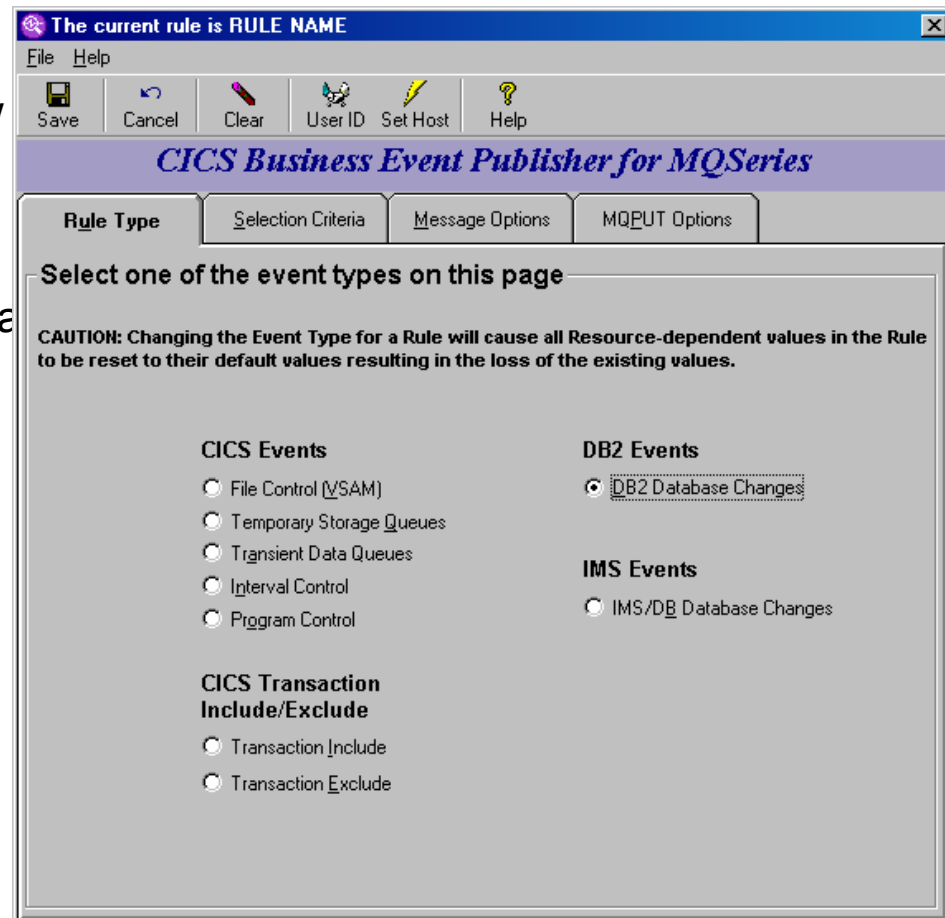 The current rule is RULE NAME
File Help
Save Cancel Clear User ID Set Host Help
CICS Business Event Publisher for MQSeries
Rule Type Selection Criteria Message Options MQPUT Options
Select one of the event types on this page
CAUTION: Changing the Event Type for a Rule will cause all Resource-dependent values in the Rule
to be reset to their default values resulting in the loss of the existing values.
CICS Events
File Control (VSAM)
Temporary Storage Queues
Transient Data Queues
Interval Control
Program Control
CICS Transaction
Include/Exclude
Transaction Include
Transaction Exclude
DB2 Events
DB2 Database Changes
IMS Events
IMS/DB Database Changes